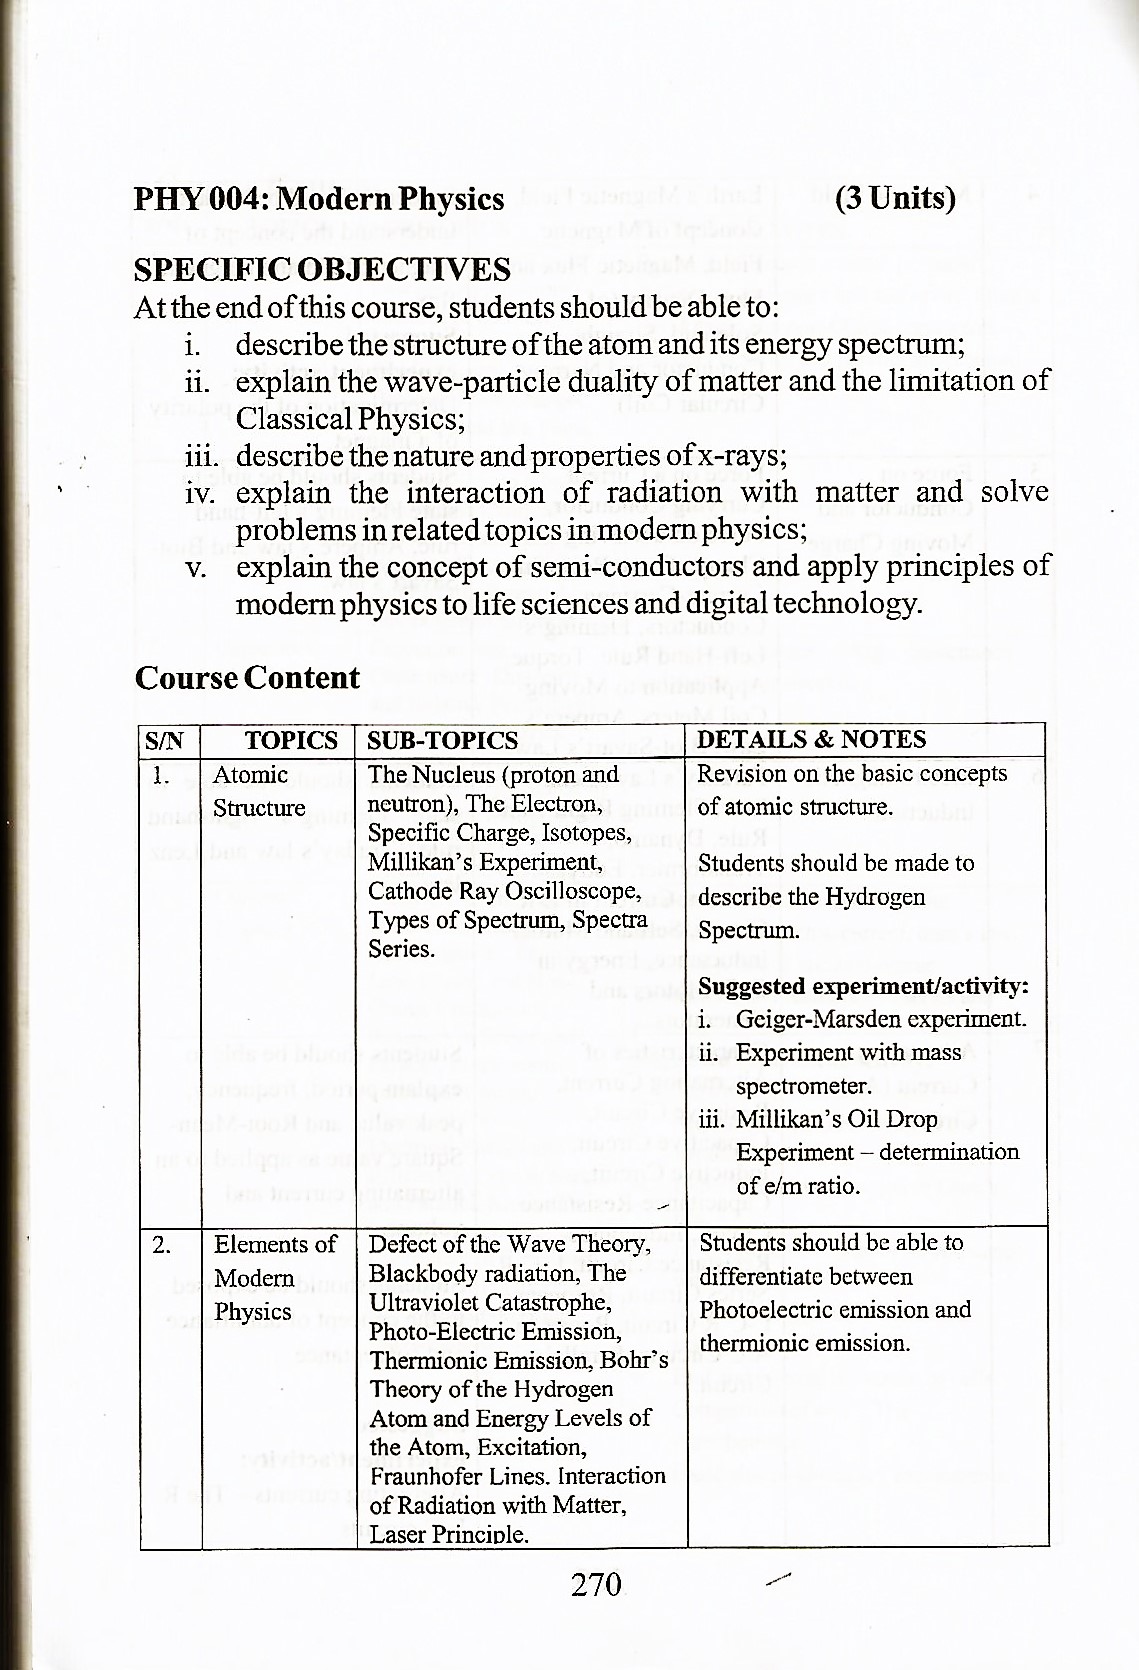 PHY 004: Modern Physics (3 Units)
SPECIFIC OBJECTIVES
At the end of this course, students should be able to:
i. describe the structure of the atom and its energy spectrum;
ii. explain the wave-particle duality of matter and the limitation of
Classical Physics;
iii. describe the nature and properties of x-rays;
iv. explain the interaction of radiation with matter and solve
problems in related topics in modern physics;
v. explain the concept of semi-conductors and apply principles of
modern physics to life sciences and digital technology.
Course Content
S/N TOPICS SUB-TOPICS DETAILS & NOTES
1. Atomic
Structure
The Nucleus (proton and
neutron), The Electron,
Specific Charge, Isotopes,
Millikan's Experiment,
Cathode Ray Oscilloscope,
Types of Spectrum, Spectra
Series.
Revision on the basic concepts
of atomic structure.
Students should be made to
describe the Hydrogen
Spectrum.
Suggested experiment/activity:
i. Geiger-Marsden experiment.
ii. Experiment with mass
spectrometer.
iii. Millikan's Oil Drop
Experiment – determination
of e/m ratio.
2. Elements of
Modern
Physics
Defect of the Wave Theory,
Blackbody radiation, The
Ultraviolet Catastrophe,
Photo-Electric Emission,
Thermionic Emission, Bohr's
Theory of the Hydrogen
Atom and Energy Levels of
the Atom, Excitation,
Fraunhofer Lines. Interaction
of Radiation with Matter,
Laser Principle.
Students should be able to
differentiate between
Photoelectric emission and
thermionic emission.
270